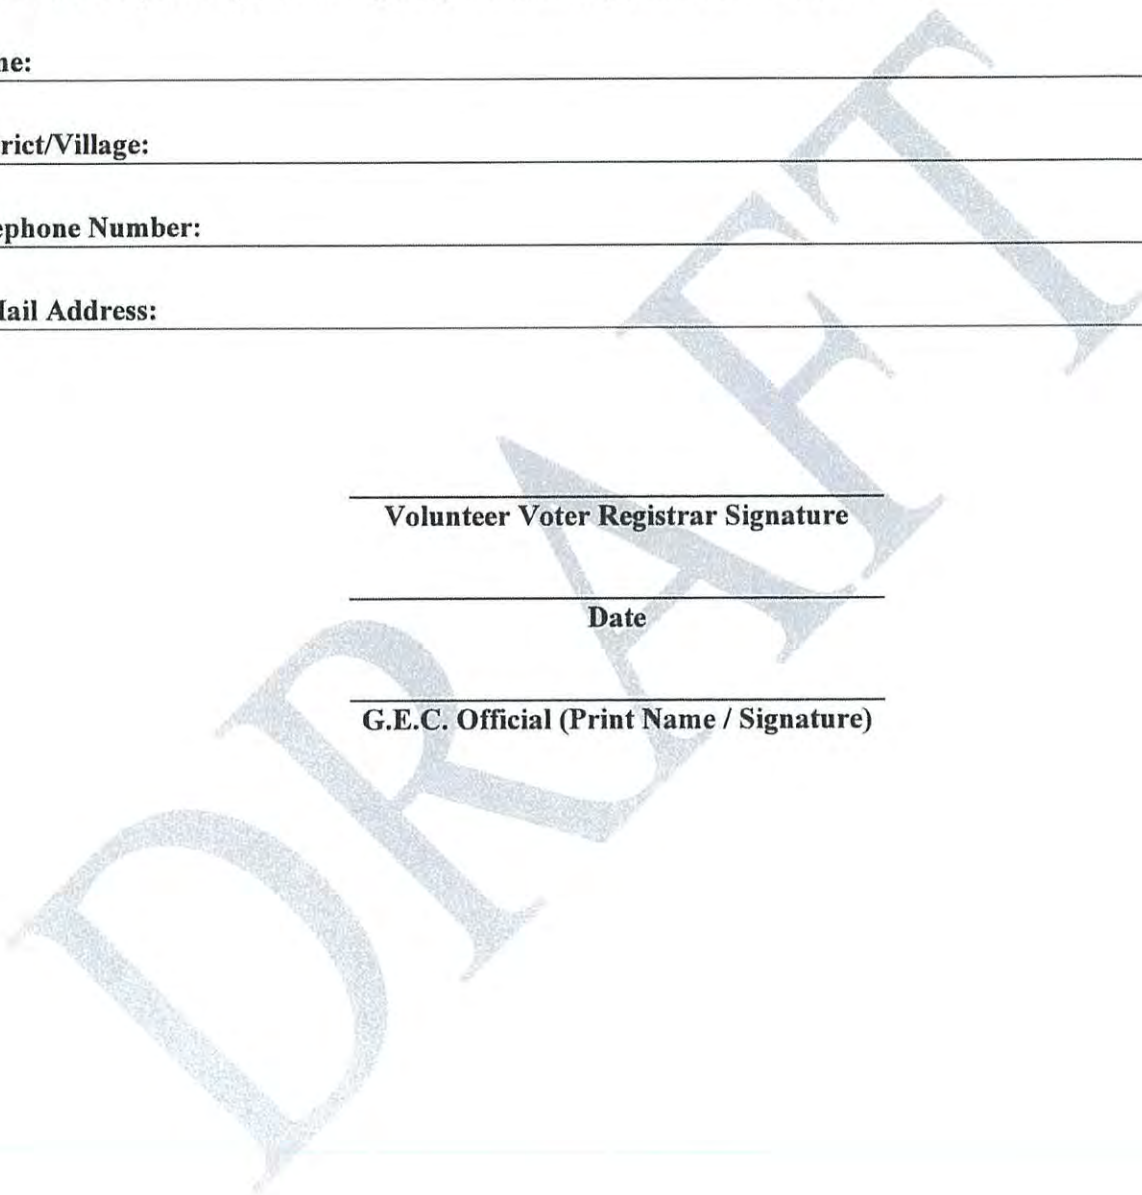 ne:
rict/Village:
ephone Number:
Mail Address:
Volunteer Voter Registrar Signature
Date
G.E.C. Official (Print Name / Signature)
DRAFT